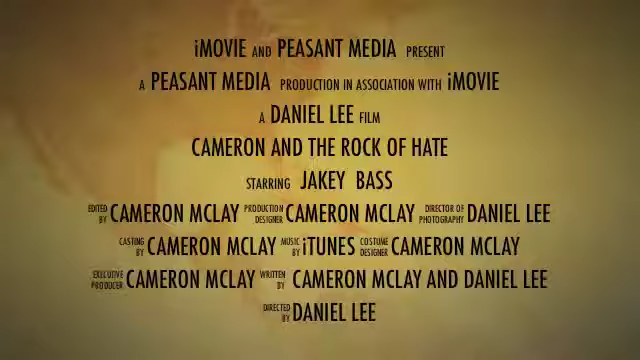 iMOVIE AND PEASANT MEDIA PRESENT
A PEASANT MEDIA PRODUCTION IN ASSOCIATION WITH iMOVIE
A DANIEL LEE FILM
CAMERON AND THE ROCK OF HATE
STARRING JAKEY BASS
EDITED BY CAMERON MCLAY PRODUCTION DESIGNER CAMERON MCLAY DIRECTOR OF PHOTOGRAPHY DANIEL LEE
CASTING BY CAMERON MCLAY MUSIC BY iTUNES COSTUME DESIGNER CAMERON MCLAY
EXECUTIVE PRODUCER CAMERON MCLAY WRITTEN BY CAMERON MCLAY AND DANIEL LEE
DIRECTED BY DANIEL LEE